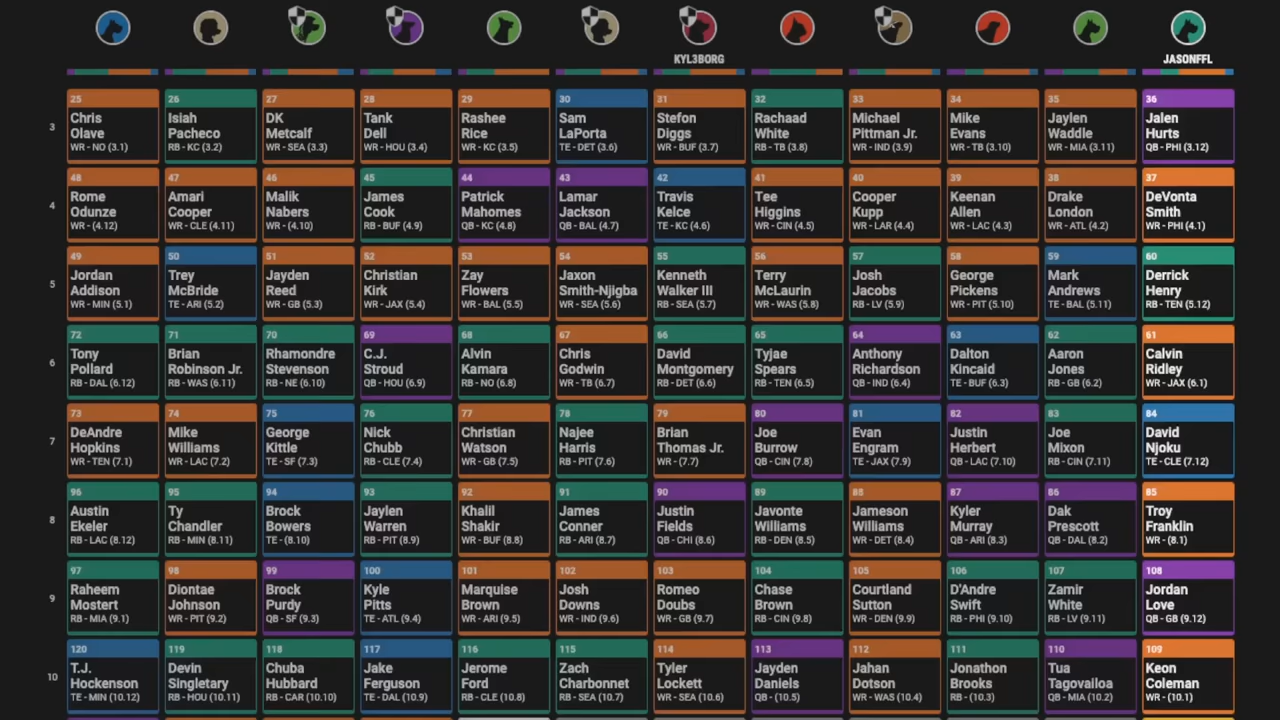 KYL3BORG JASONFFL
3
25 26 27 28 29 30 31 32 33 34 35 36
Chris Isiah DK Tank Rashee Sam Stefon Rachaad Michael Mike Jaylen Jalen
Olave Pacheco Metcalf Dell Rice LaPorta Diggs White Pittman Jr. Evans Waddle Hurts
WR - NO (3.1) RB - KC (3.2) WR - SEA (3.3) WR - HOU (3.4) WR - KC (3.5) TE - DET (3.6) WR - BUF (3.7) RB - TB (3.8) WR - IND (3.9) WR - TB (3.10) WR - MIA (3.11) QB - PHI (3.12)
4
48 47 46 45 44 43 42 41 40 39 38 37
Rome Amari Malik James Patrick Lamar Travis Tee Cooper Keenan Drake DeVonta
Odunze Cooper Nabers Cook Mahomes Jackson Kelce Higgins Kupp Allen London Smith
WR - (4.12) WR - CLE (4.11) WR - (4.10) RB - BUF (4.9) QB - KC (4.8) QB - BAL (4.7) TE - KC (4.6) WR - CIN (4.5) WR - LAR (4.4) WR - LAC (4.3) WR - ATL (4.2) WR - PHI (4.1)
5
49 50 51 52 53 54 55 56 57 58 59 60
Jordan Trey Jayden Christian Zay Jaxon Kenneth Terry Josh George Mark Derrick
Addison McBride Reed Kirk Flowers Smith-Njigba Walker III McLaurin Jacobs Pickens Andrews Henry
WR - MIN (5.1) TE - ARI (5.2) WR - GB (5.3) WR - JAX (5.4) WR - BAL (5.5) WR - SEA (5.6) RB - SEA (5.7) WR - WAS (5.8) RB - LV (5.9) WR - PIT (5.10) TE - BAL (5.11) RB - TEN (5.12)
6
72 71 70 69 68 67 66 65 64 63 62 61
Tony Brian Rhamondre C.J. Alvin Chris David Tyjae Anthony Dalton Aaron Calvin
Pollard Robinson Jr. Stevenson Stroud Kamara Godwin Montgomery Spears Richardson Kincaid Jones Ridley
RB - DAL (6.12) RB - WAS (6.11) RB - NE (6.10) QB - HOU (6.9) RB - NO (6.8) WR - TB (6.7) RB - DET (6.6) RB - TEN (6.5) QB - IND (6.4) TE - BUF (6.3) RB - GB (6.2) WR - JAX (6.1)
7
73 74 75 76 77 78 79 80 81 82 83 84
DeAndre Mike George Nick Christian Najee Brian Joe Evan Justin Joe David
Hopkins Williams Kittle Chubb Watson Harris Thomas Jr. Burrow Engram Herbert Mixon Njoku
WR - TEN (7.1) WR - LAC (7.2) TE - SF (7.3) RB - CLE (7.4) WR - GB (7.5) RB - PIT (7.6) WR - (7.7) QB - CIN (7.8) TE - JAX (7.9) QB - LAC (7.10) RB - CIN (7.11) TE - CLE (7.12)
8
96 95 94 93 92 91 90 89 88 87 86 85
Austin Ty Brock Jaylen Khalil James Justin Javonte Jameson Kyler Dak Troy
Ekeler Chandler Bowers Warren Shakir Conner Fields Williams Williams Murray Prescott Franklin
RB - LAC (8.12) RB - MIN (8.11) TE - (8.10) RB - PIT (8.9) WR - BUF (8.8) RB - ARI (8.7) QB - CHI (8.6) RB - DEN (8.5) WR - DET (8.4) QB - ARI (8.3) QB - DAL (8.2) WR - (8.1)
9
97 98 99 100 101 102 103 104 105 106 107 108
Raheem Diontae Brock Kyle Marquise Josh Romeo Chase Courtland D'Andre Zamir Jordan
Mostert Johnson Purdy Pitts Brown Downs Doubs Brown Sutton Swift White Love
RB - MIA (9.1) WR - PIT (9.2) QB - SF (9.3) TE - ATL (9.4) WR - ARI (9.5) WR - IND (9.6) WR - GB (9.7) RB - CIN (9.8) WR - DEN (9.9) RB - PHI (9.10) RB - LV (9.11) QB - GB (9.12)
10
120 119 118 117 116 115 114 113 112 111 110 109
T.J. Devin Chuba Jake Jerome Zach Tyler Jayden Jahan Jonathon Tua Keon
Hockenson Singletary Hubbard Ferguson Ford Charbonnet Lockett Daniels Dotson Brooks Tagovailoa Coleman
TE - MIN (10.12) RB - HOU (10.11) RB - CAR (10.10) TE - DAL (10.9) RB - CLE (10.8) RB - SEA (10.7) WR - SEA (10.6) QB - (10.5) WR - WAS (10.4) RB - (10.3) QB - MIA (10.2) WR - (10.1)